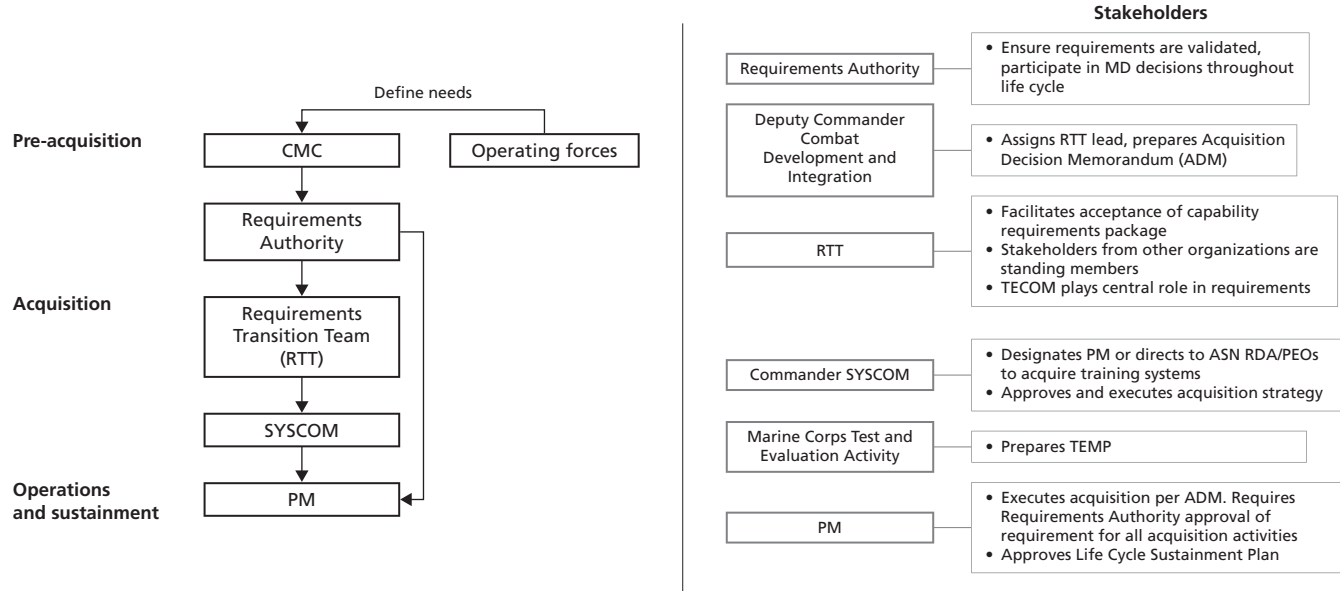 Define needs
Pre-acquisition
CMC
Operating forces
Requirements
Authority
Acquisition
Requirements
Transition Team
(RTT)
SYSCOM
Operations
and sustainment
PM
Stakeholders
Requirements Authority
• Ensure requirements are validated,
participate in MD decisions throughout
life cycle
Deputy Commander
Combat
Development and
Integration
• Assigns RTT lead, prepares Acquisition
Decision Memorandum (ADM)
RTT
• Facilitates acceptance of capability
requirements package
• Stakeholders from other organizations are
standing members
• TECOM plays central role in requirements
Commander SYSCOM
• Designates PM or directs to ASN RDA/PEOs
to acquire training systems
• Approves and executes acquisition strategy
Marine Corps Test and
Evaluation Activity
• Prepares TEMP
PM
• Executes acquisition per ADM. Requires
Requirements Authority approval of
requirement for all acquisition activities
• Approves Life Cycle Sustainment Plan